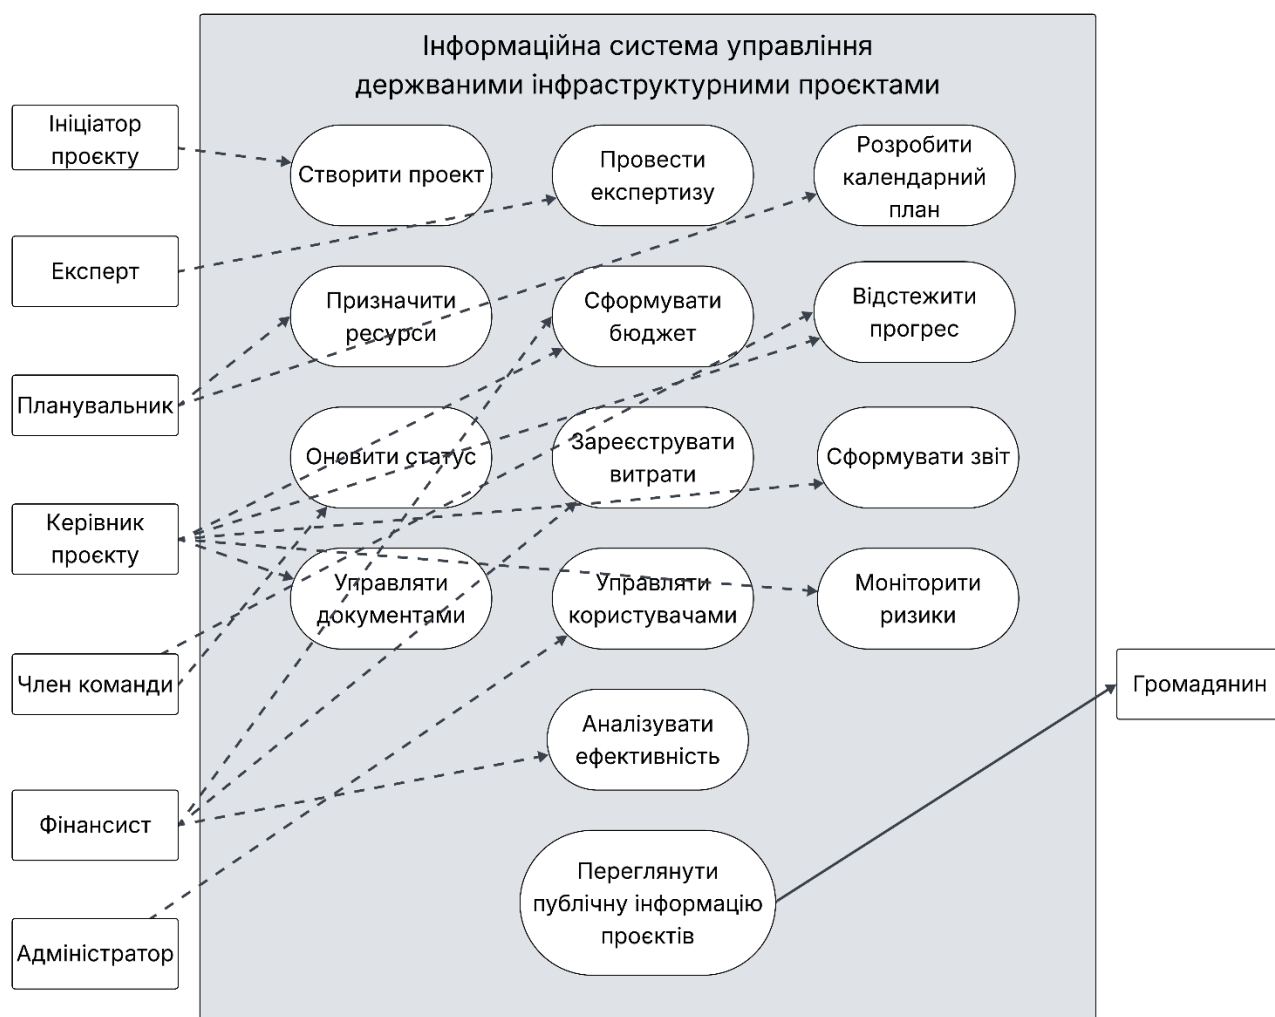 Інформаційна система управління
держваними інфраструктурними проєктами
Ініціатор
проєкту
Створити проект
Провести
експертизу
Розробити
календарний
план
Експерт
Призначити
ресурси
Сформувати
бюджет
Відстежити
прогрес
Планувальник
Оновити статус
Зареєструвати
витрати
Сформувати звіт
Керівник
проєкту
Управляти
документами
Управляти
користувачами
Моніторити
ризики
Член команди
Громадянин
Аналізувати
ефективність
Фінансист
Переглянути
публічну інформацію
проєктів
Адміністратор